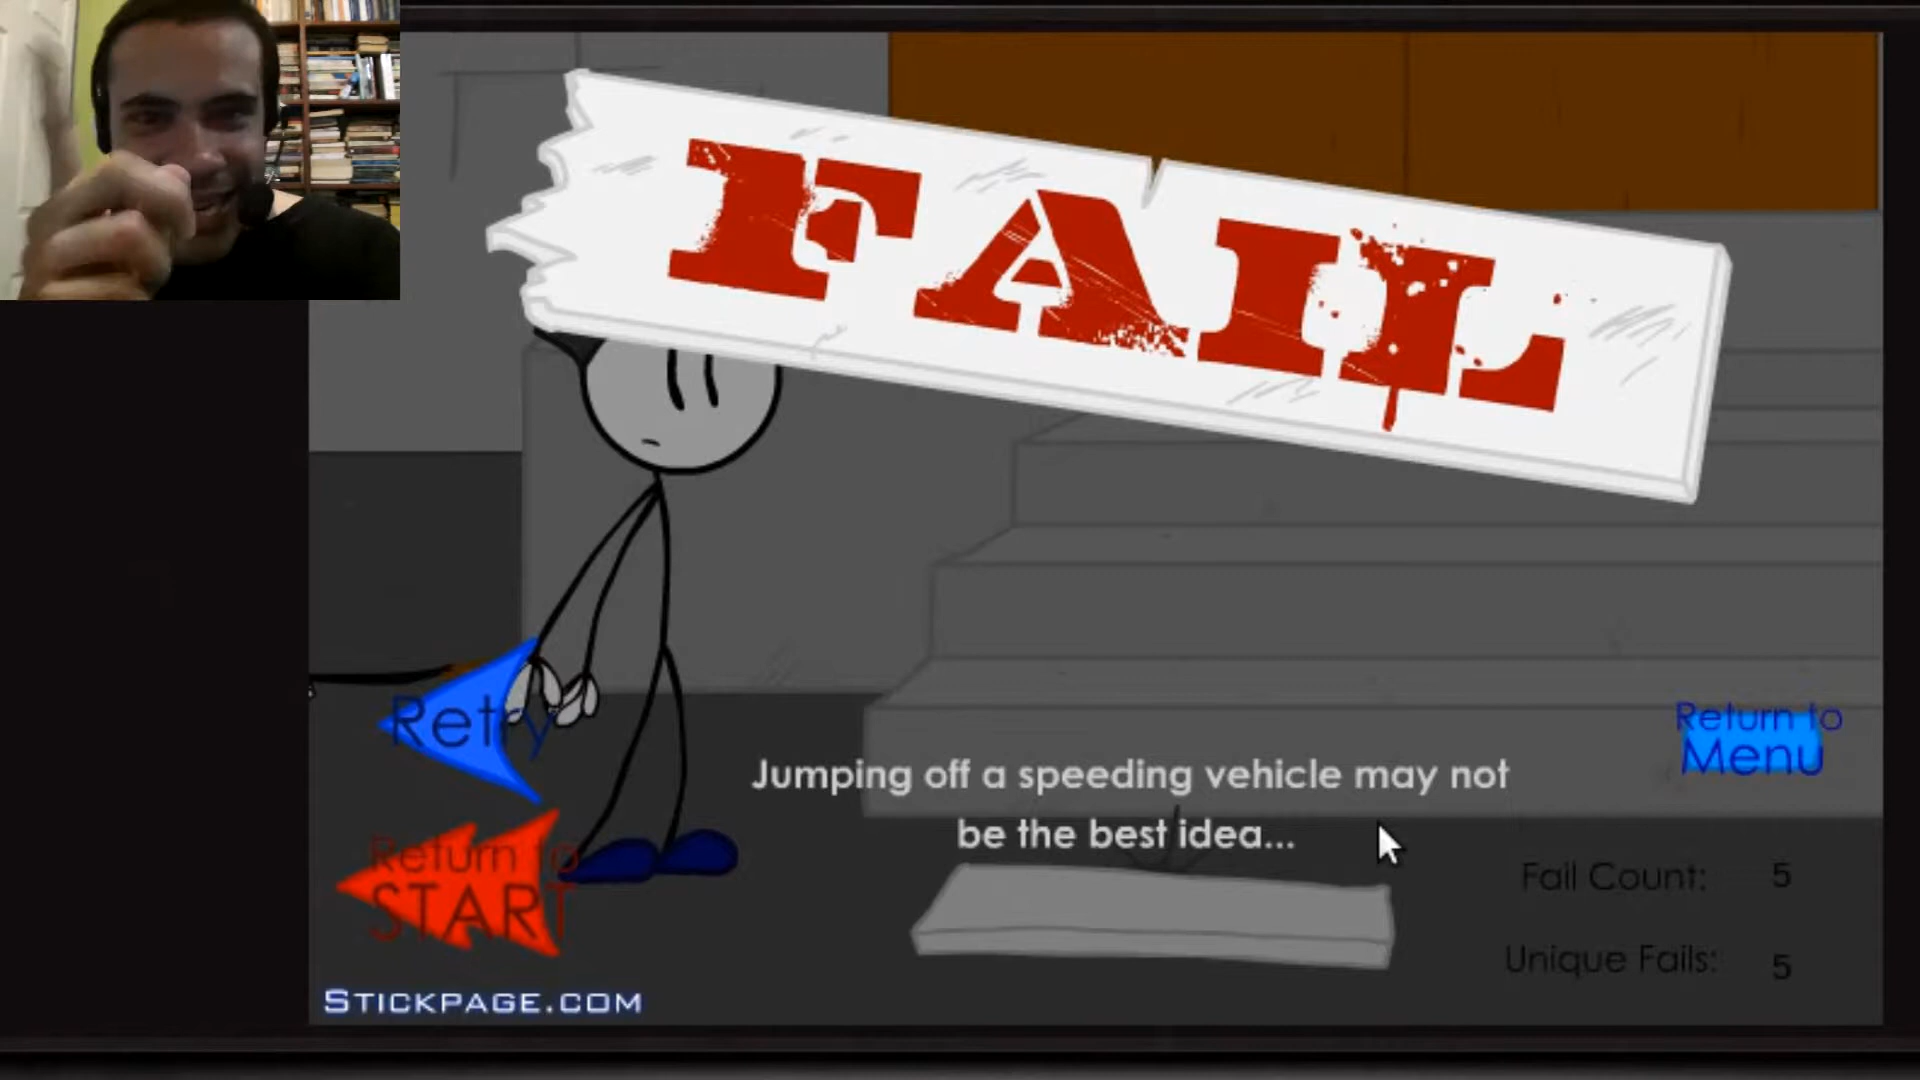 FAIL
Retry
Return to
Menu
Jumping off a speeding vehicle may not
be the best idea...
Return to
START
Fail Count: 5
Unique Fails: 5
STICKPAGE.COM